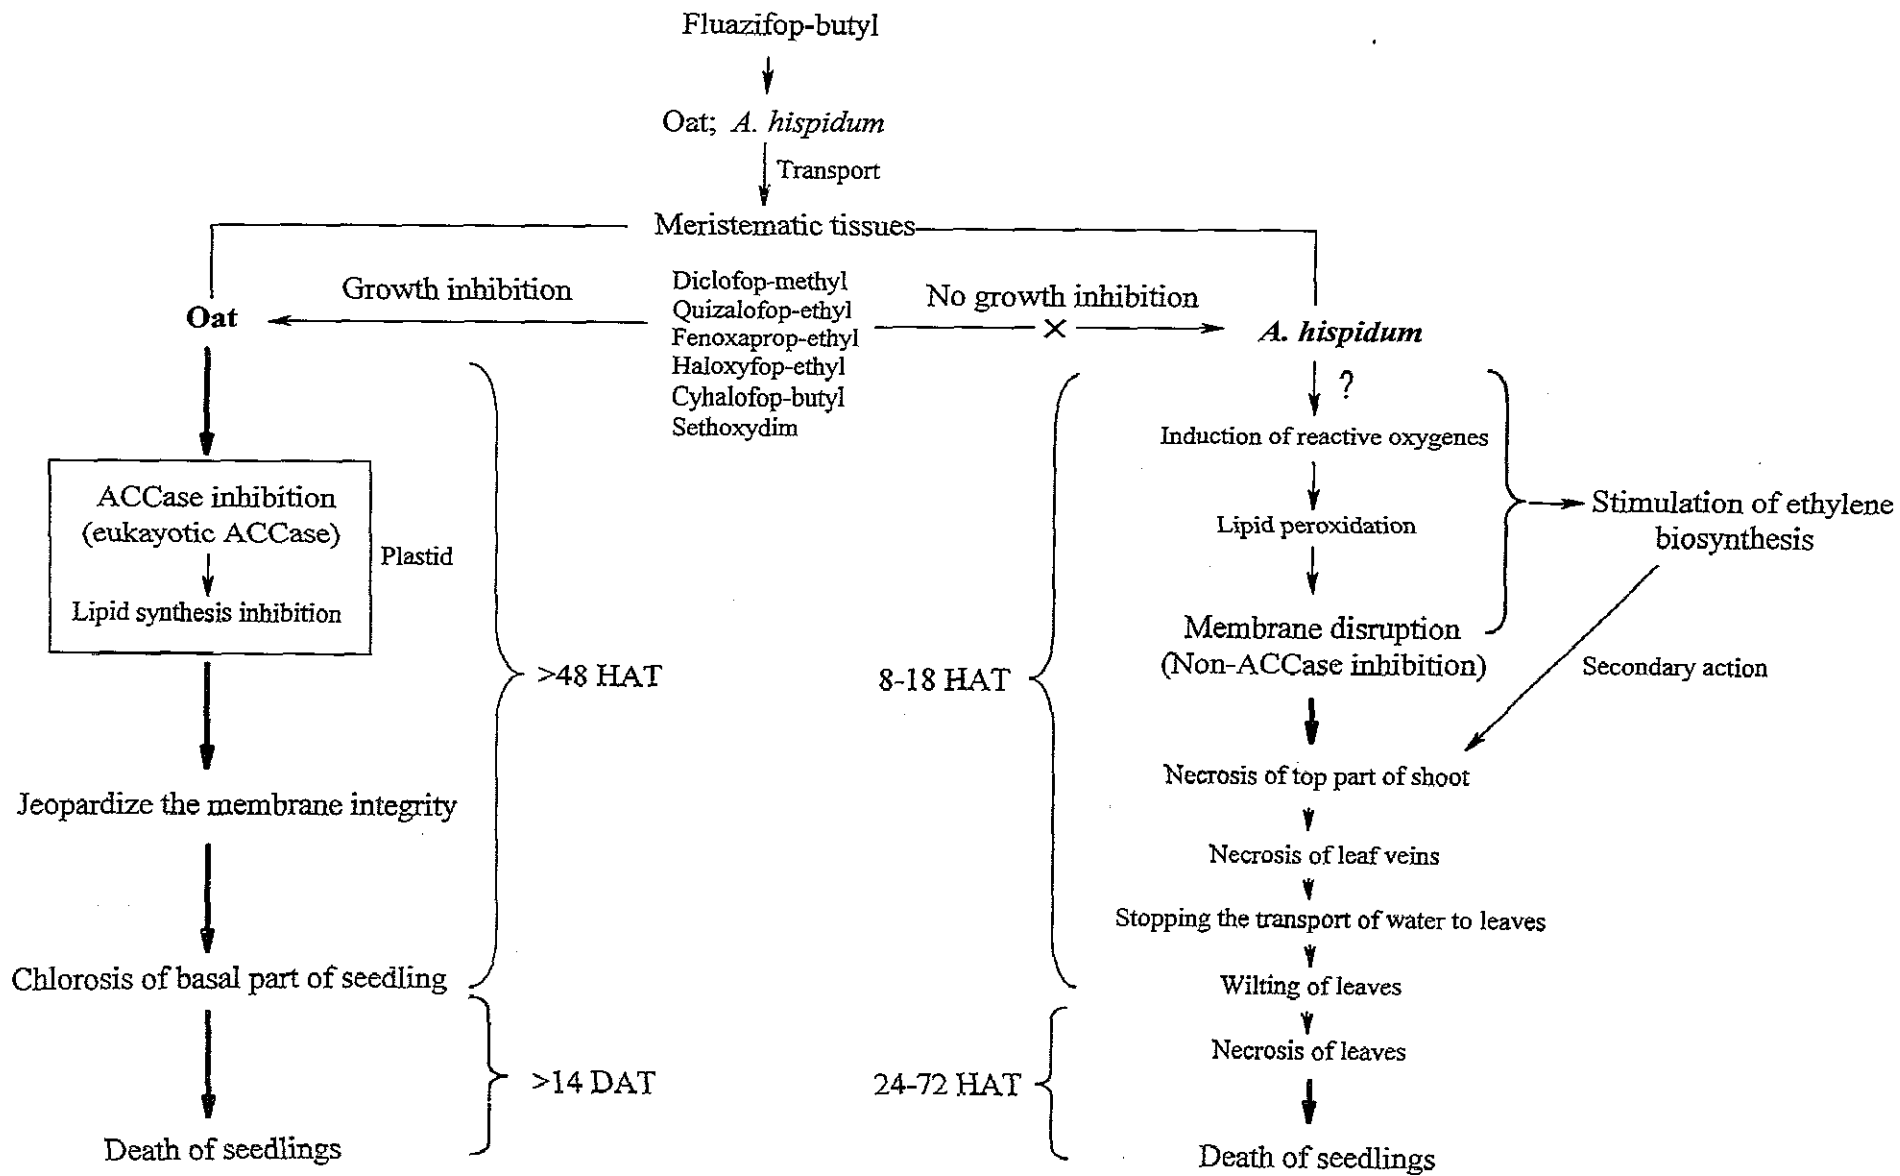 Fluazifop-butyl
Oat; A. hispidum
Transport
Meristematic tissues
Growth inhibition
Diclofop-methyl
Quizalofop-ethyl
Fenoxaprop-ethyl
Haloxyfop-ethyl
Cyhalofop-butyl
Sethoxydim
No growth inhibition
×
Oat
ACCase inhibition
(eukayotic ACCase)
Lipid synthesis inhibition
Plastid
Jeopardize the membrane integrity
Chlorosis of basal part of seedling
Death of seedlings
>48 HAT
>14 DAT
A. hispidum
?
Induction of reactive oxygenes
Lipid peroxidation
Membrane disruption
(Non-ACCase inhibition)
Stimulation of ethylene
biosynthesis
Secondary action
8-18 HAT
Necrosis of top part of shoot
Necrosis of leaf veins
Stopping the transport of water to leaves
Wilting of leaves
Necrosis of leaves
24-72 HAT
Death of seedlings